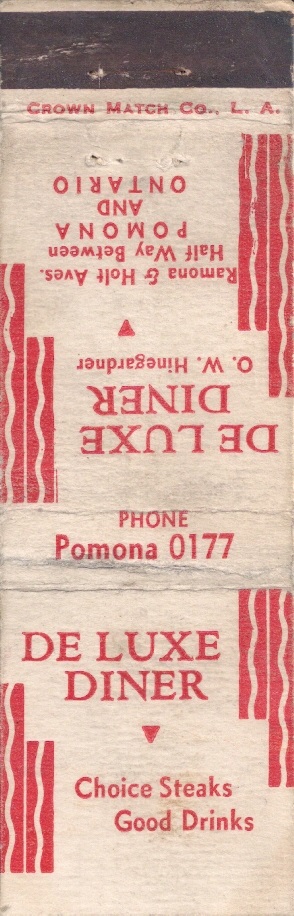 CROWN MATCH CO., L. A.
DE LUXE
DINER
O. W. Hinegardner
Ramona & Holt Aves.
Half Way Between
POMONA
AND
ONTARIO
PHONE
Pomona 0177
DE LUXE
DINER
Choice Steaks
Good Drinks